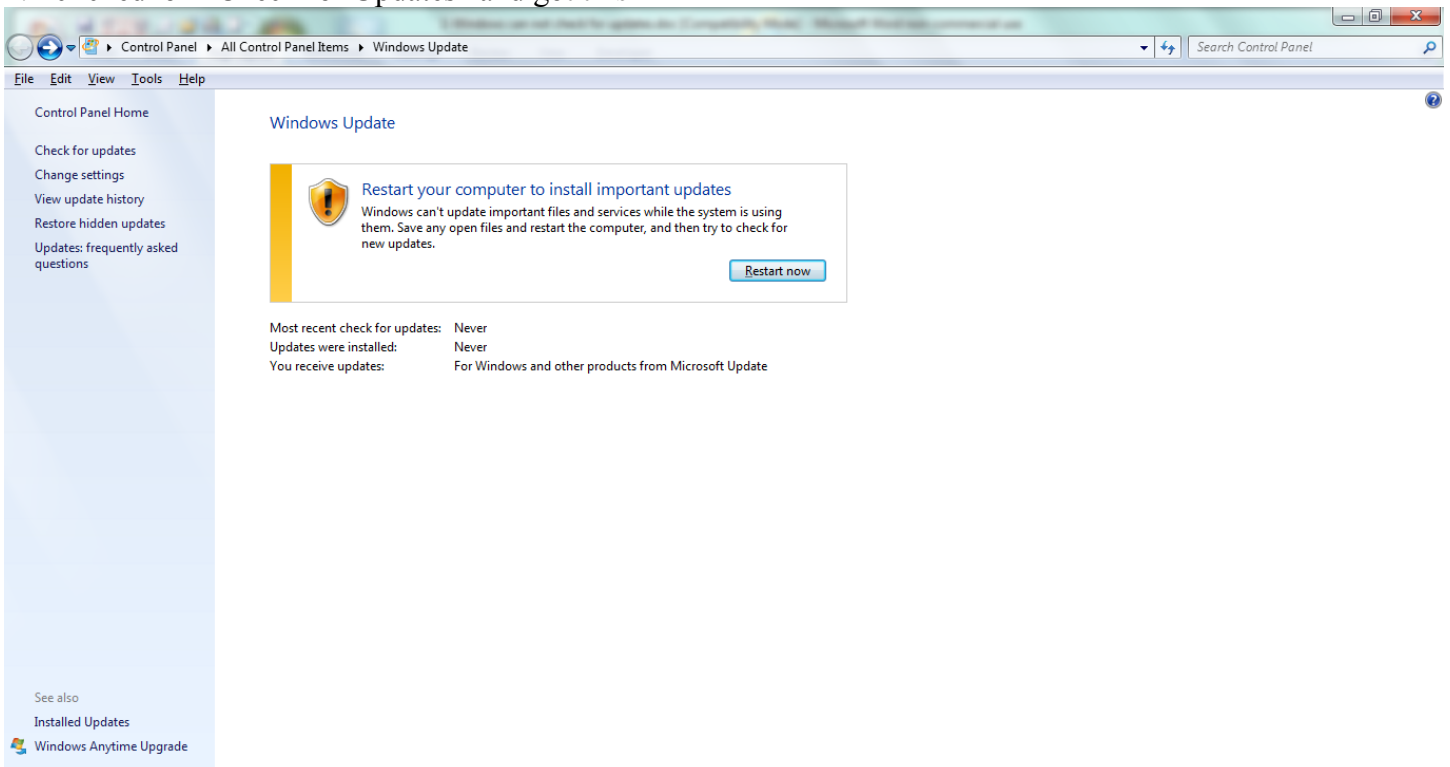 Control Panel ▸ All Control Panel Items ▸ Windows Update
Search Control Panel
File Edit View Tools Help
Control Panel Home
Check for updates
Change settings
View update history
Restore hidden updates
Updates: frequently asked
questions
Windows Update
Restart your computer to install important updates
Windows can't update important files and services while the system is using
them. Save any open files and restart the computer, and then try to check for
new updates.
Restart now
Most recent check for updates: Never
Updates were installed: Never
You receive updates: For Windows and other products from Microsoft Update
See also
Installed Updates
Windows Anytime Upgrade